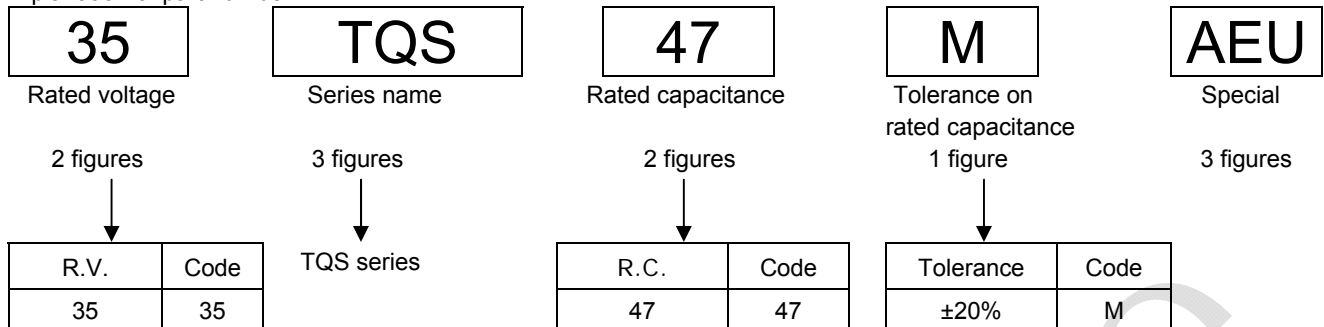 35 TQS 47 M AEU
Rated voltage Series name Rated capacitance Tolerance on Special
rated capacitance
2 figures 3 figures 2 figures 1 figure 3 figures
R.V. Code TQS series R.C. Code Tolerance Code
35 35 47 47 ±20% M